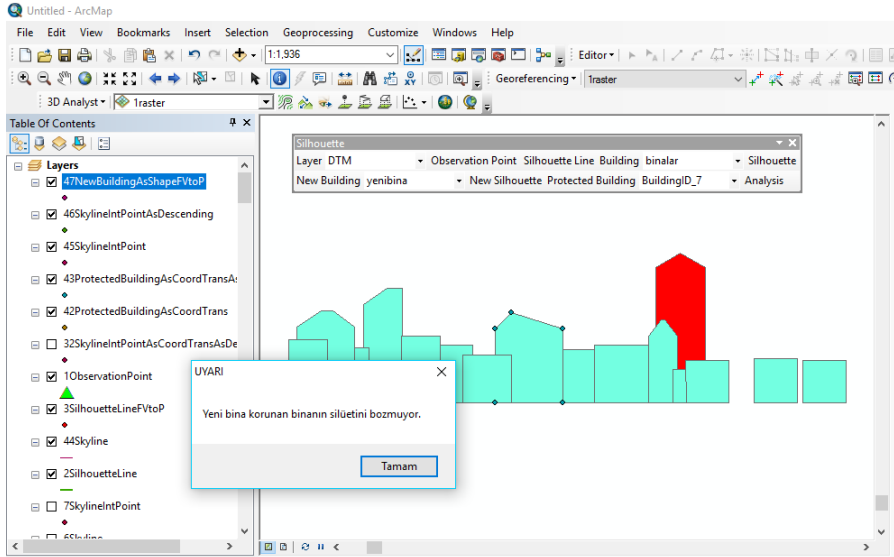 Untitled - ArcMap
File Edit View Bookmarks Insert Selection Geoprocessing Customize Windows Help
1:1,936 Editor
Georeferencing 1raster
3D Analyst 1raster
Table Of Contents
Layers
47NewBuildingAsShapeFVtoP
46SkylineIntPointAsDescending
45SkylineIntPoint
43ProtectedBuildingAsCoordTransAs
42ProtectedBuildingAsCoordTrans
32SkylineIntPointAsCoordTransAsDe
1ObservationPoint
3SilhouetteLineFVtoP
44Skyline
2SilhouetteLine
7SkylineIntPoint
6Skyline
Silhouette
Layer DTM Observation Point Silhouette Line Building binalar Silhouette
New Building yenibina New Silhouette Protected Building BuildingID_7 Analysis
UYARI
Yeni bina korunan binanın silüetini bozmuyor.
Tamam